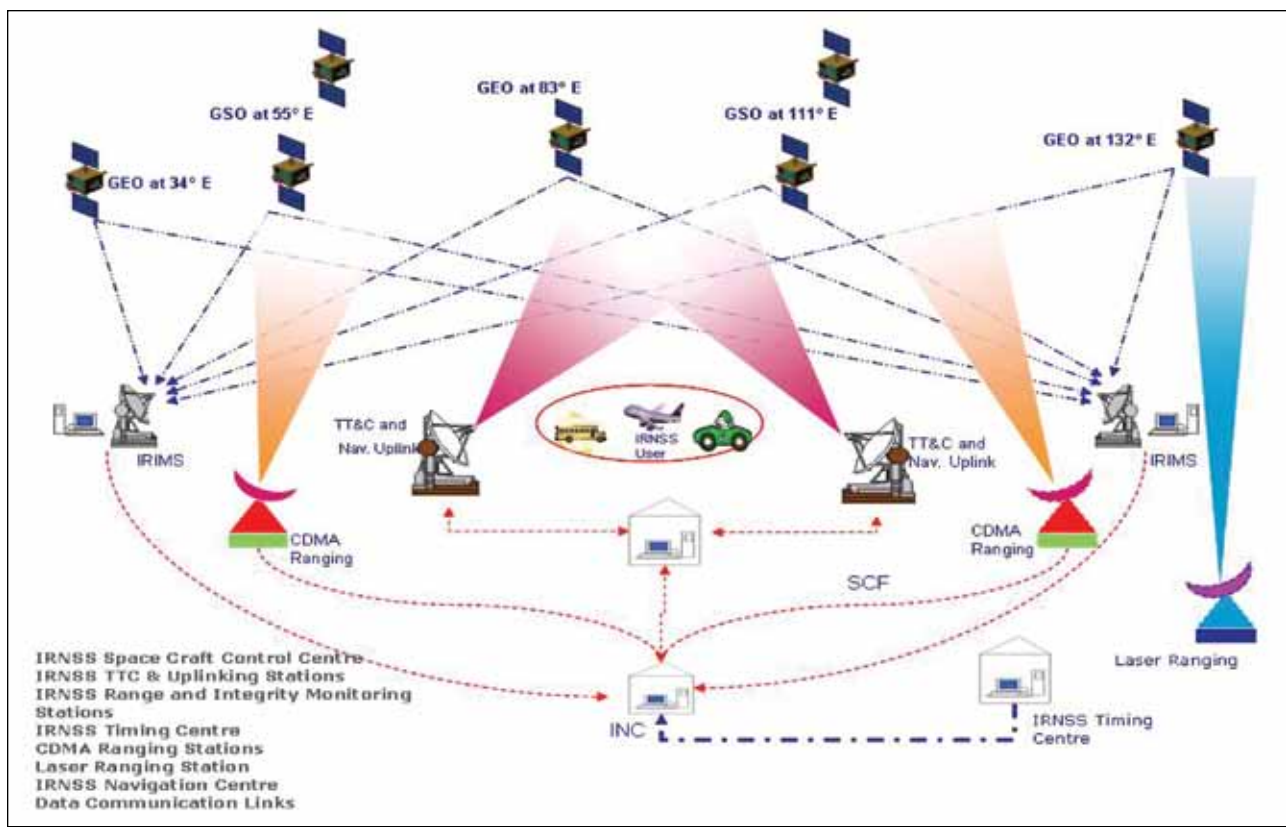 GEO at 83° E
GSO at 55° E
GSO at 111° E
GEO at 132° E
GEO at 34° E
TT&C and
Nav. Uplink
IRNSS
User
TT&C and
Nav. Uplink
IRIMS
IRIMS
CDMA
Ranging
CDMA
Ranging
SCF
Laser Ranging
IRNSS Space Craft Control Centre
IRNSS TTC & Uplinking Stations
IRNSS Range and Integrity Monitoring
Stations
IRNSS Timing Centre
CDMA Ranging Stations
Laser Ranging Station
IRNSS Navigation Centre
Data Communication Links
INC
IRNSS Timing
Centre